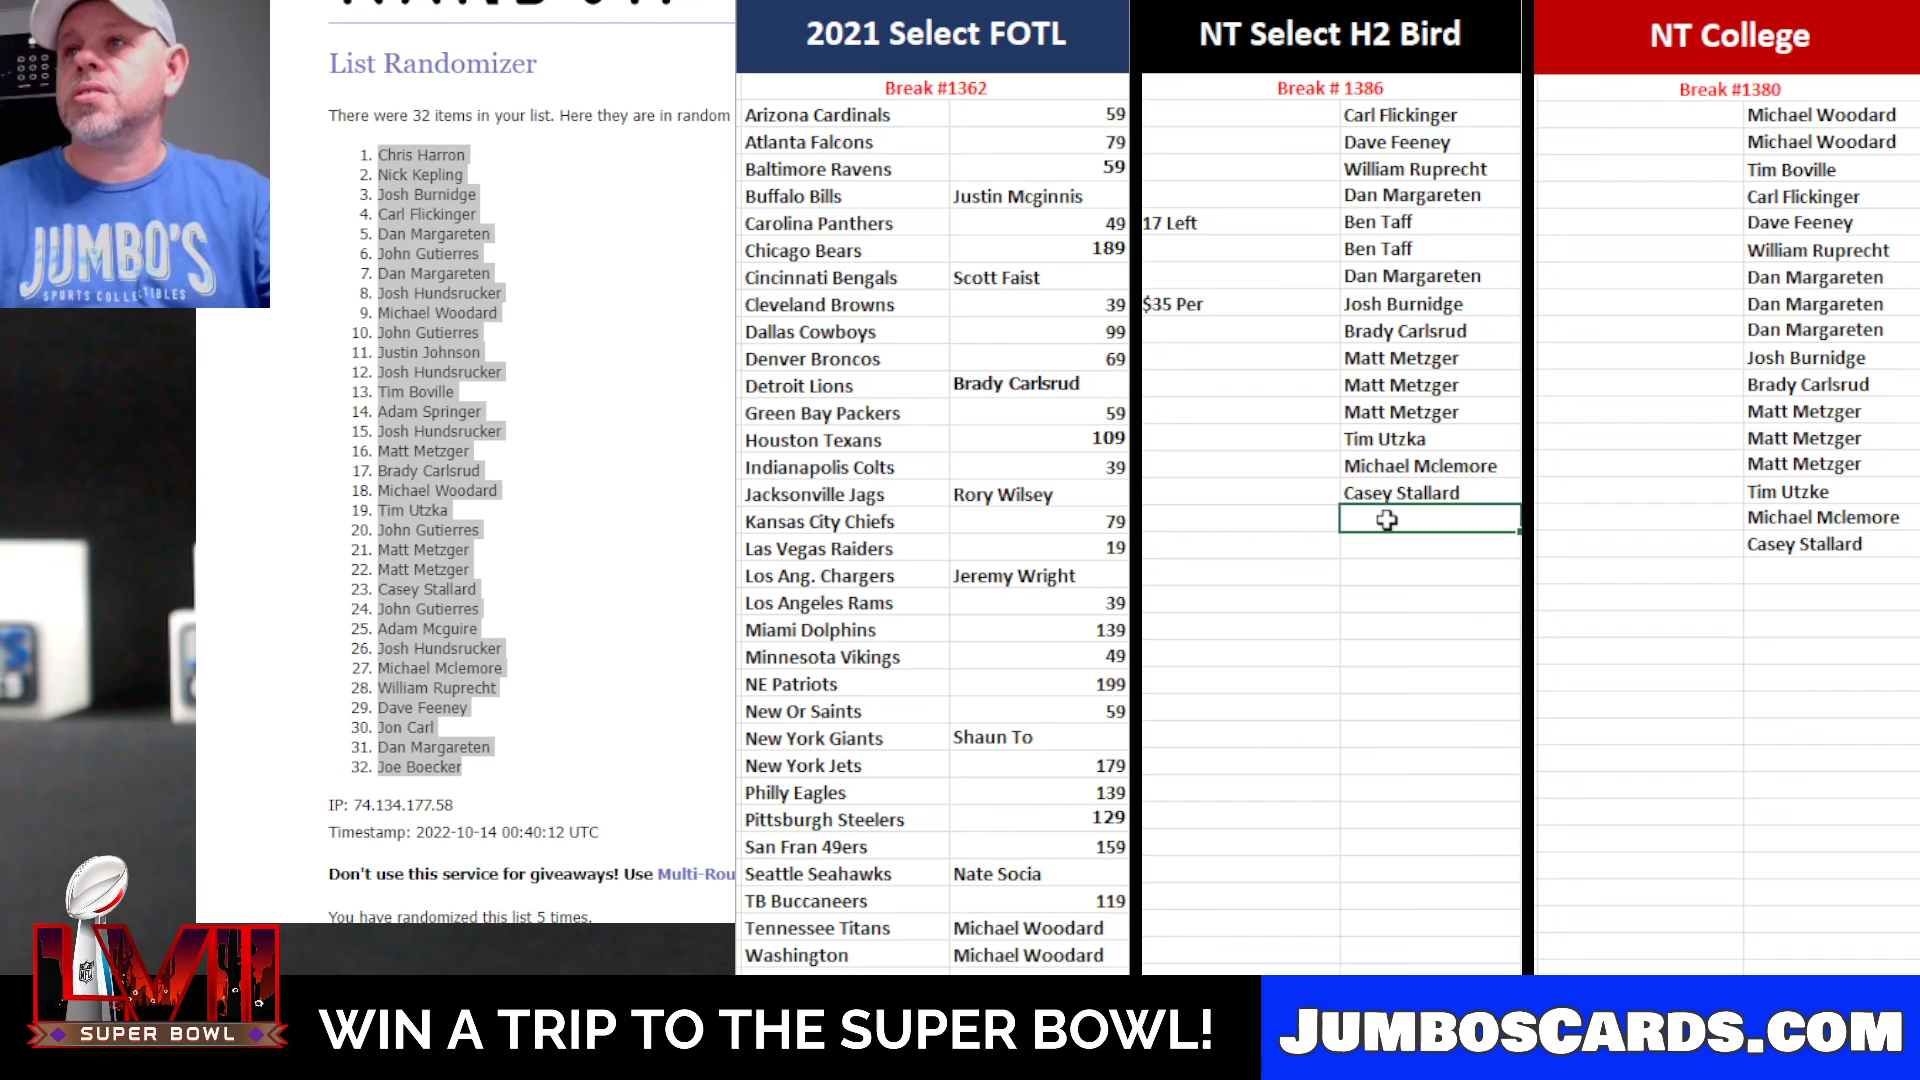 List Randomizer
There were 32 items in your list. Here they are in random
1. Chris Harron
2. Nick Kepling
3. Josh Burnidge
4. Carl Flickinger
5. Dan Margareten
6. John Gutierres
7. Dan Margareten
8. Josh Hundsrucker
9. Michael Woodard
10. John Gutierres
11. Justin Johnson
12. Josh Hundsrucker
13. Tim Boville
14. Adam Springer
15. Josh Hundsrucker
16. Matt Metzger
17. Brady Carlsrud
18. Michael Woodard
19. Tim Utzka
20. John Gutierres
21. Matt Metzger
22. Matt Metzger
23. Casey Stallard
24. John Gutierres
25. Adam Mcguire
26. Josh Hundsrucker
27. Michael Mclemore
28. William Ruprecht
29. Dave Feeney
30. Jon Carl
31. Dan Margareten
32. Joe Boecker
IP: 74.134.177.58
Timestamp: 2022-10-14 00:40:12 UTC
Don't use this service for giveaways! Use Multi-Rou
You have randomized this list 5 times.
JUMBO'S
SPORTS COLLECTIBLES
2021 Select FOTL
Break #1362
Arizona Cardinals 59
Atlanta Falcons 79
Baltimore Ravens 59
Buffalo Bills Justin Mcginnis
Carolina Panthers 49
Chicago Bears 189
Cincinnati Bengals Scott Faist
Cleveland Browns 39
Dallas Cowboys 99
Denver Broncos 69
Detroit Lions Brady Carlsrud
Green Bay Packers 59
Houston Texans 109
Indianapolis Colts 39
Jacksonville Jags Rory Wilsey
Kansas City Chiefs 79
Las Vegas Raiders 19
Los Ang. Chargers Jeremy Wright
Los Angeles Rams 39
Miami Dolphins 139
Minnesota Vikings 49
NE Patriots 199
New Or Saints 59
New York Giants Shaun To
New York Jets 179
Philly Eagles 139
Pittsburgh Steelers 129
San Fran 49ers 159
Seattle Seahawks Nate Socia
TB Buccaneers 119
Tennessee Titans Michael Woodard
Washington Michael Woodard
NT Select H2 Bird
Break # 1386
Carl Flickinger
Dave Feeney
William Ruprecht
Dan Margareten
17 Left Ben Taff
Ben Taff
Dan Margareten
$35 Per Josh Burnidge
Brady Carlsrud
Matt Metzger
Matt Metzger
Matt Metzger
Tim Utzka
Michael Mclemore
Casey Stallard
NT College
Break #1380
Michael Woodard
Michael Woodard
Tim Boville
Carl Flickinger
Dave Feeney
William Ruprecht
Dan Margareten
Dan Margareten
Dan Margareten
Josh Burnidge
Brady Carlsrud
Matt Metzger
Matt Metzger
Matt Metzger
Tim Utzke
Michael Mclemore
Casey Stallard
LVII
NFL
SUPER BOWL
WIN A TRIP TO THE SUPER BOWL!
JUMBOSCARDS.COM